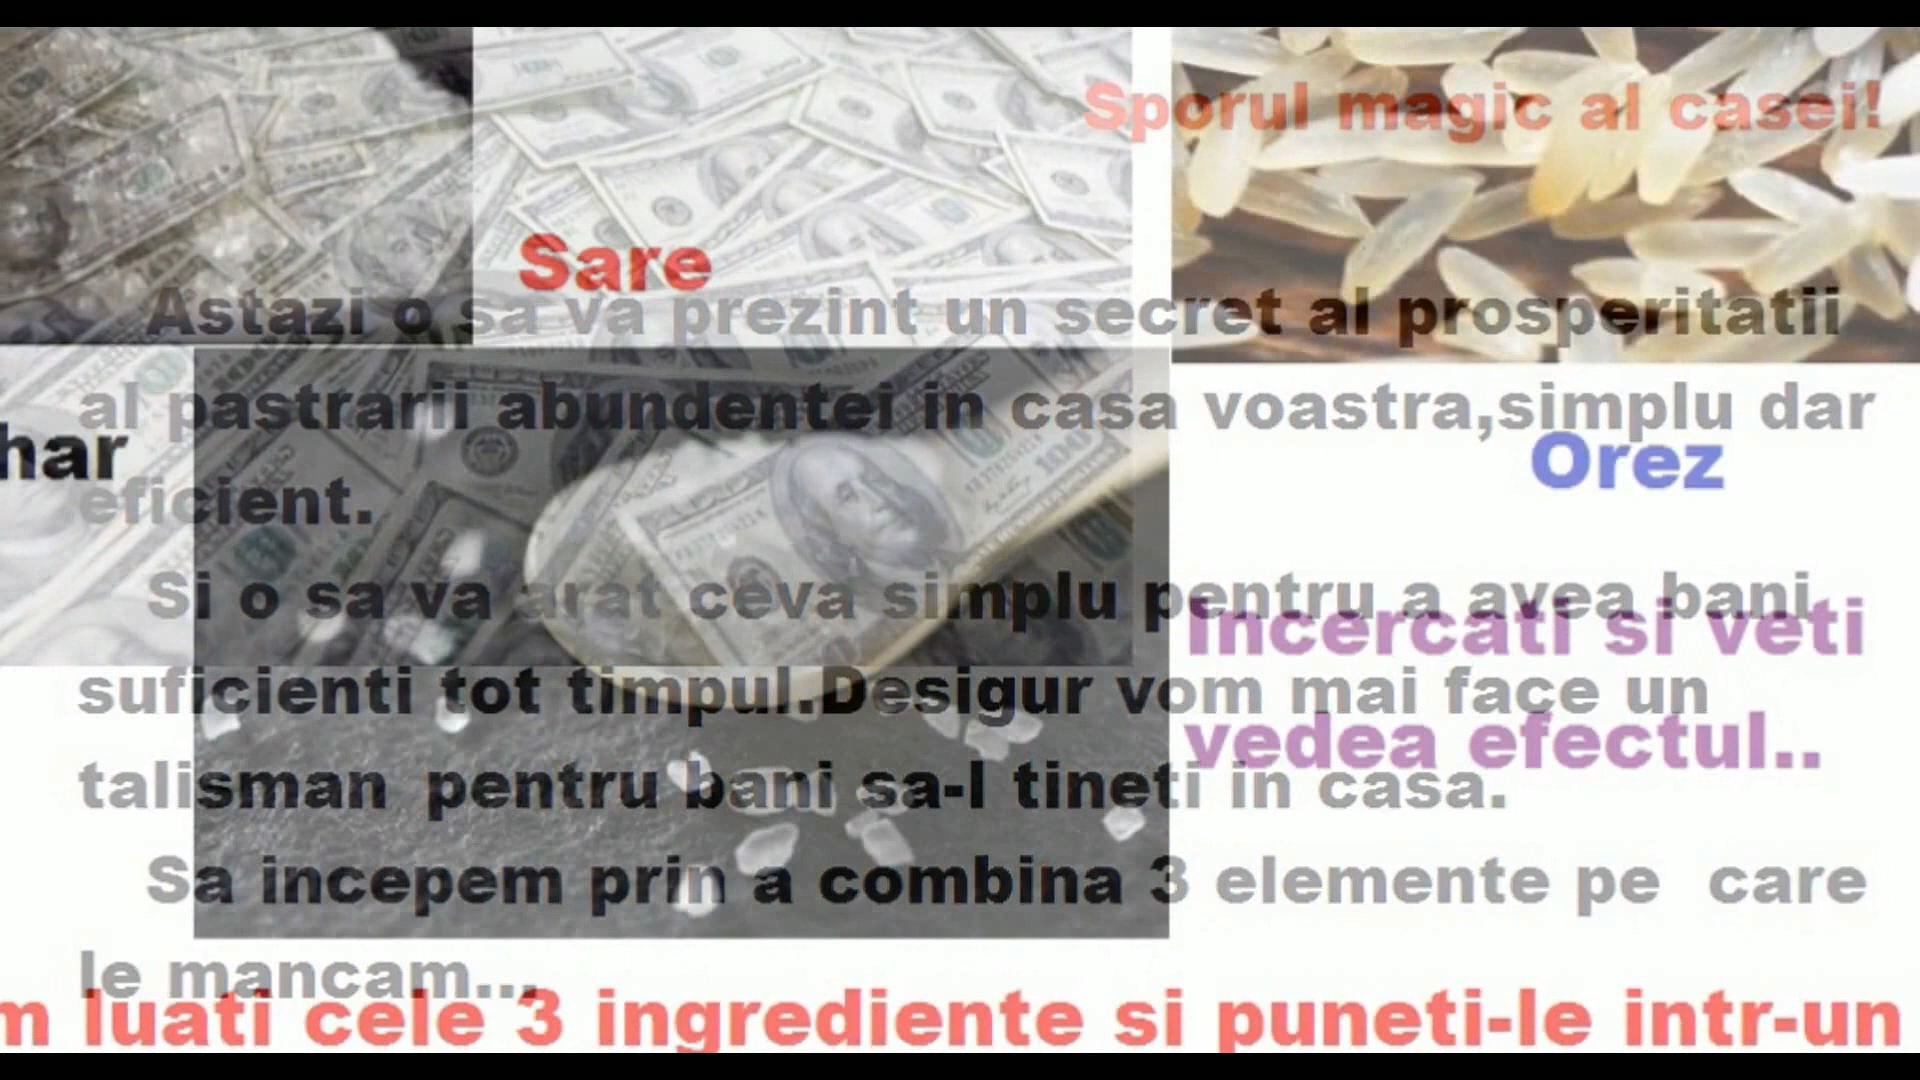 Sporul magic al casei!
Sare
Astazi o sa va prezint un secret al prosperitatii
al pastrarii abundentei in casa voastra,simplu dar
har
Orez
eficient.
Si o sa va arat ceva simplu pentru a avea bani
Incercati si veti
suficienti tot timpul.Desigur vom mai face un
vedea efectul..
talisman pentru bani sa-l tineti in casa.
Sa incepem prin a combina 3 elemente pe care
le mancam...
m luati cele 3 ingrediente si puneti-le intr-un